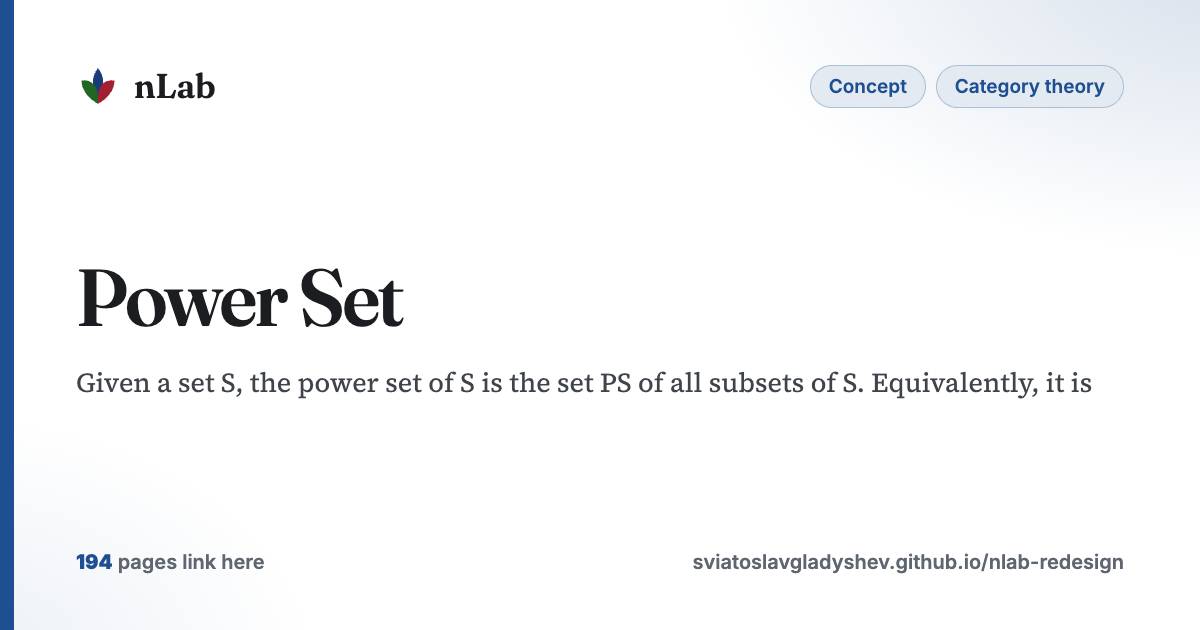 nLab
Concept
Category theory
Power Set
Given a set S, the power set of S is the set PS of all subsets of S. Equivalently, it is
194 pages link here
sviatoslavgladyshev.github.io/nlab-redesign